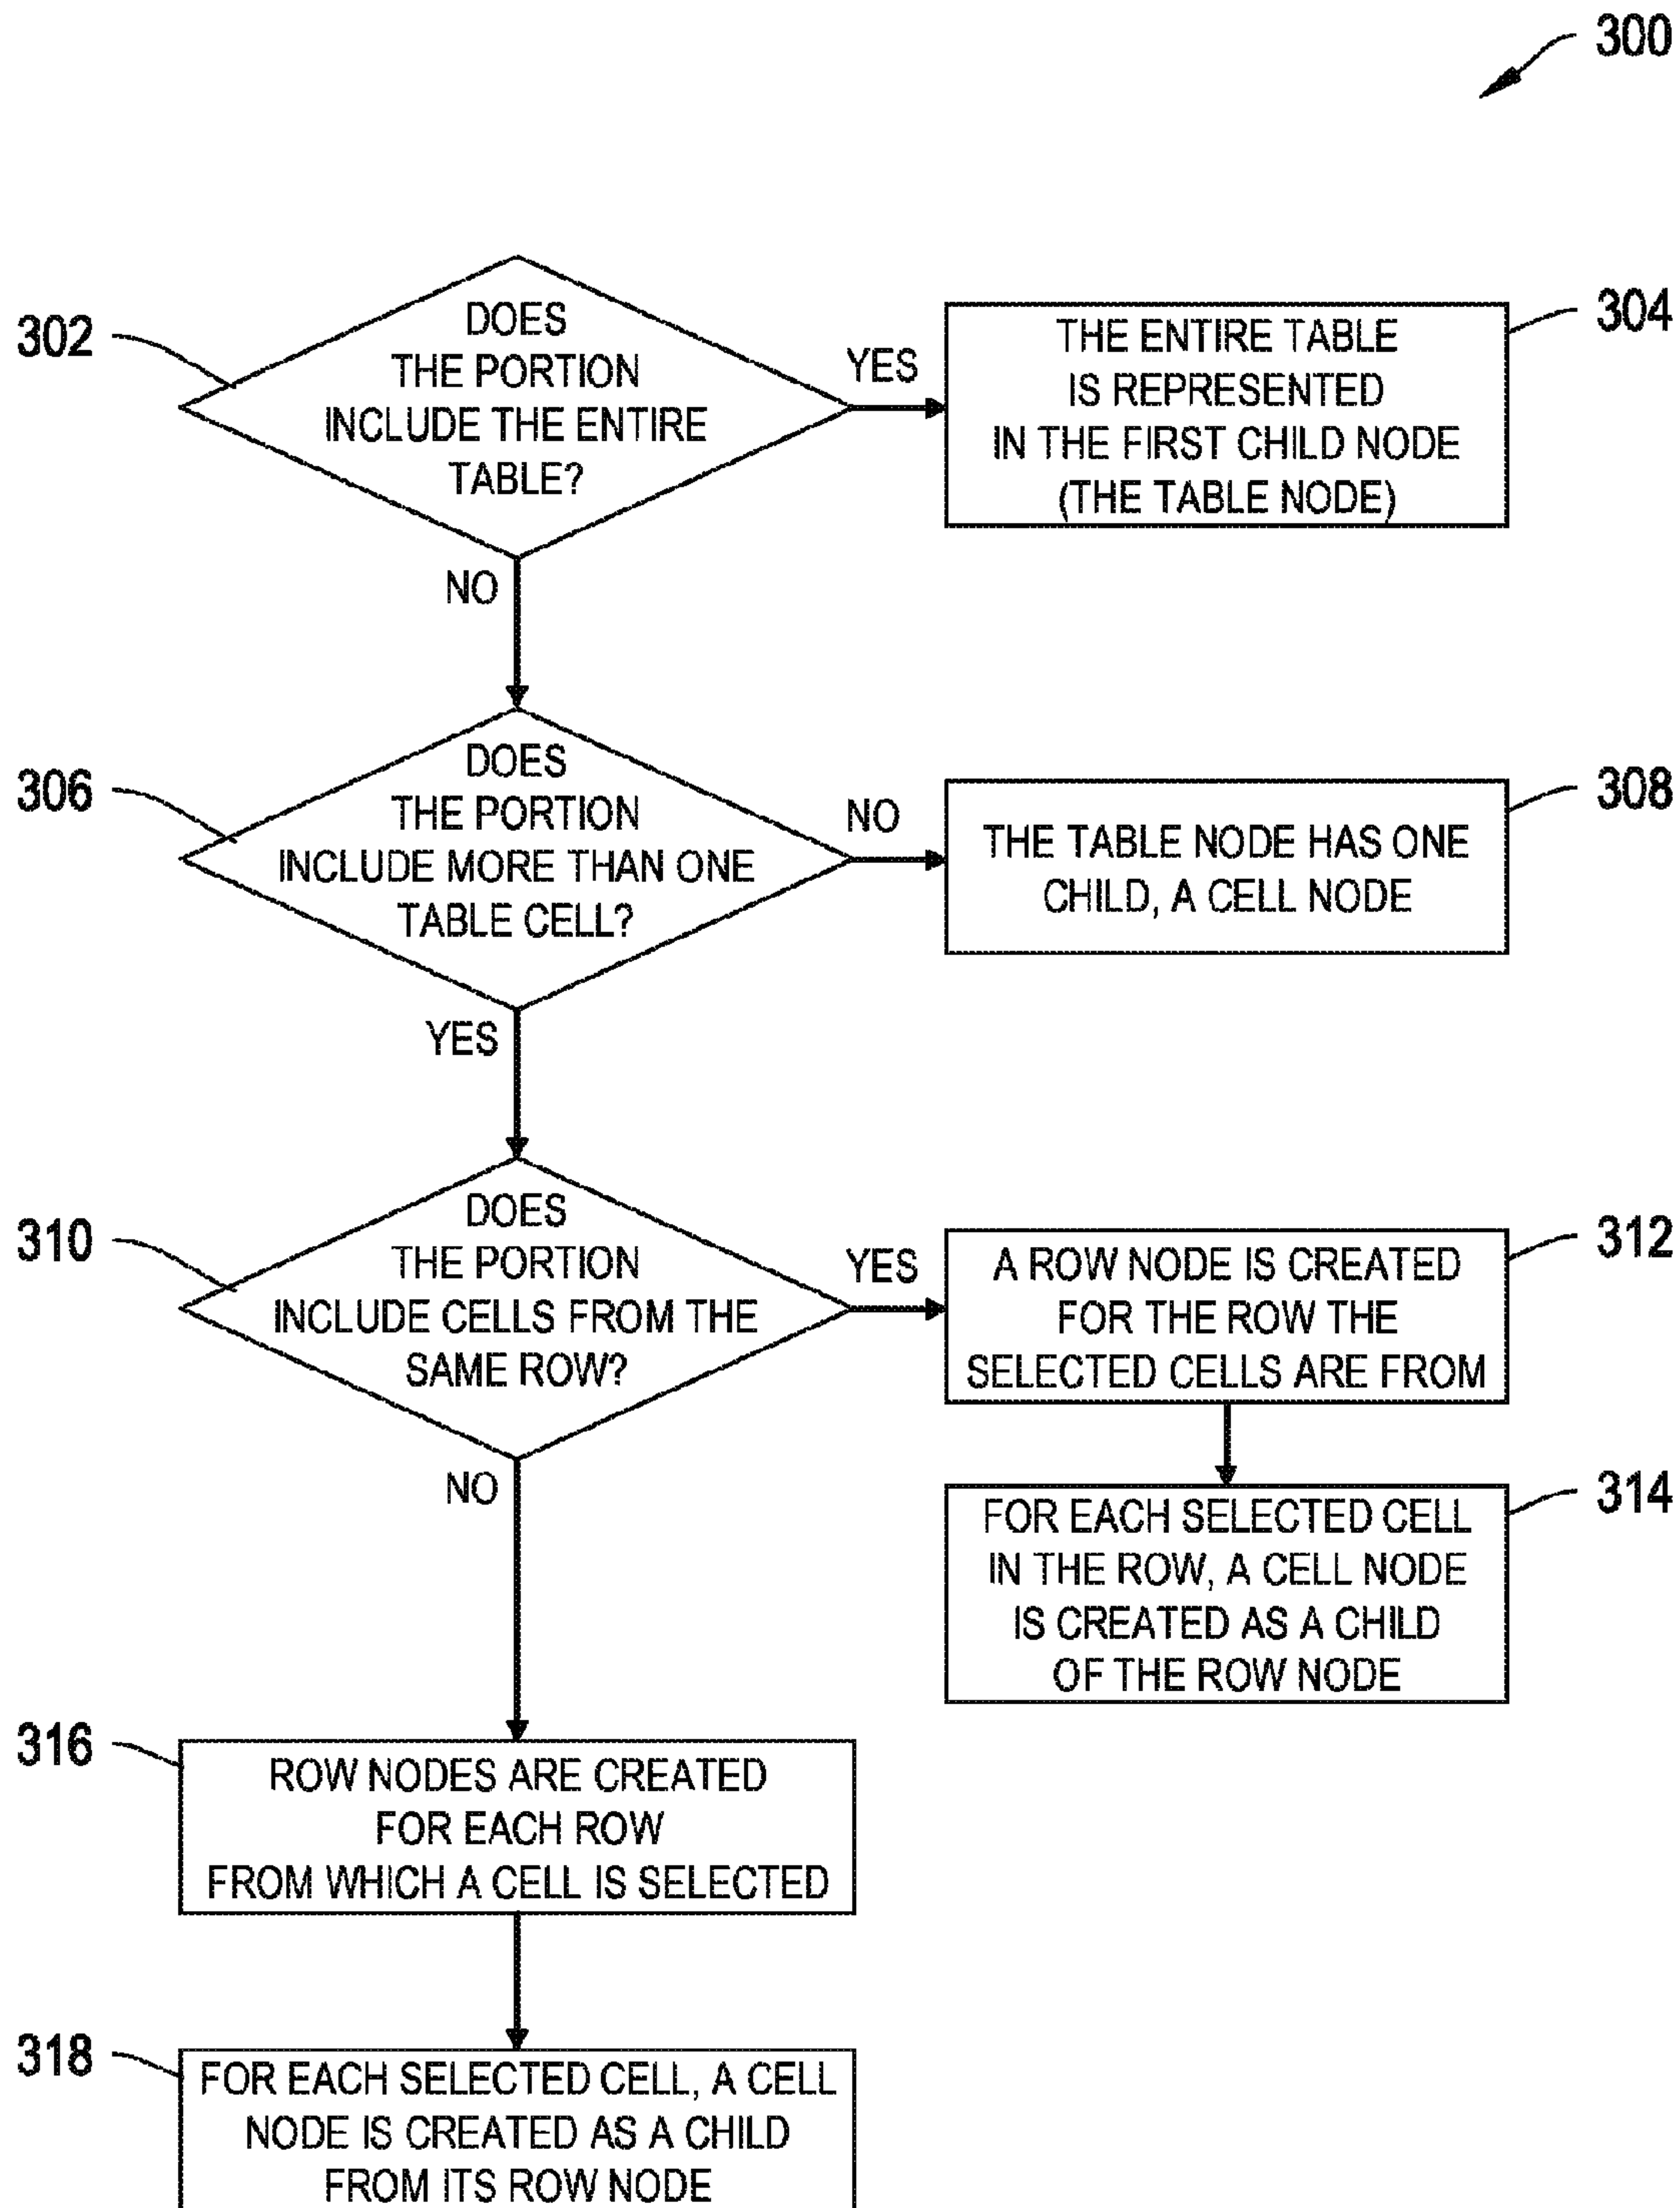 300
302
DOES
THE PORTION
INCLUDE THE ENTIRE
TABLE?
YES
304
THE ENTIRE TABLE
IS REPRESENTED
IN THE FIRST CHILD NODE
(THE TABLE NODE)
NO
306
DOES
THE PORTION
INCLUDE MORE THAN ONE
TABLE CELL?
NO
308
THE TABLE NODE HAS ONE
CHILD, A CELL NODE
YES
310
DOES
THE PORTION
INCLUDE CELLS FROM THE
SAME ROW?
YES
312
A ROW NODE IS CREATED
FOR THE ROW THE
SELECTED CELLS ARE FROM
NO
314
FOR EACH SELECTED CELL
IN THE ROW, A CELL NODE
IS CREATED AS A CHILD
OF THE ROW NODE
316
ROW NODES ARE CREATED
FOR EACH ROW
FROM WHICH A CELL IS SELECTED
318
FOR EACH SELECTED CELL, A CELL
NODE IS CREATED AS A CHILD
FROM ITS ROW NODE